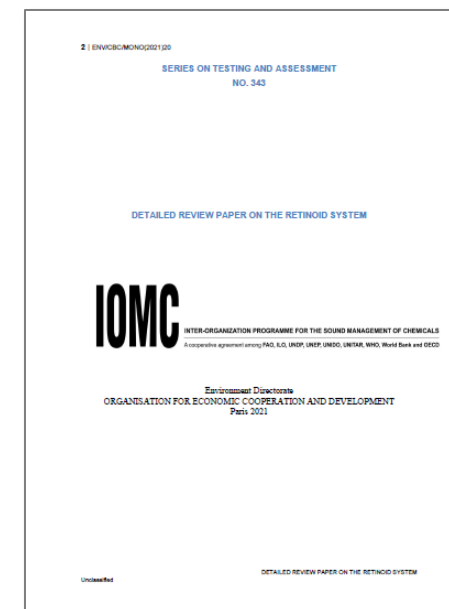 2 | ENV/CBC/MONO(2021)20
SERIES ON TESTING AND ASSESSMENT
NO. 343
DETAILED REVIEW PAPER ON THE RETINOID SYSTEM
IOMC
INTER-ORGANIZATION PROGRAMME FOR THE SOUND MANAGEMENT OF CHEMICALS
A cooperative agreement among FAO, ILO, UNDP, UNEP, UNIDO, UNITAR, WHO, World Bank and OECD
Environment Directorate
ORGANISATION FOR ECONOMIC COOPERATION AND DEVELOPMENT
Paris 2021
DETAILED REVIEW PAPER ON THE RETINOID SYSTEM
Unclassified